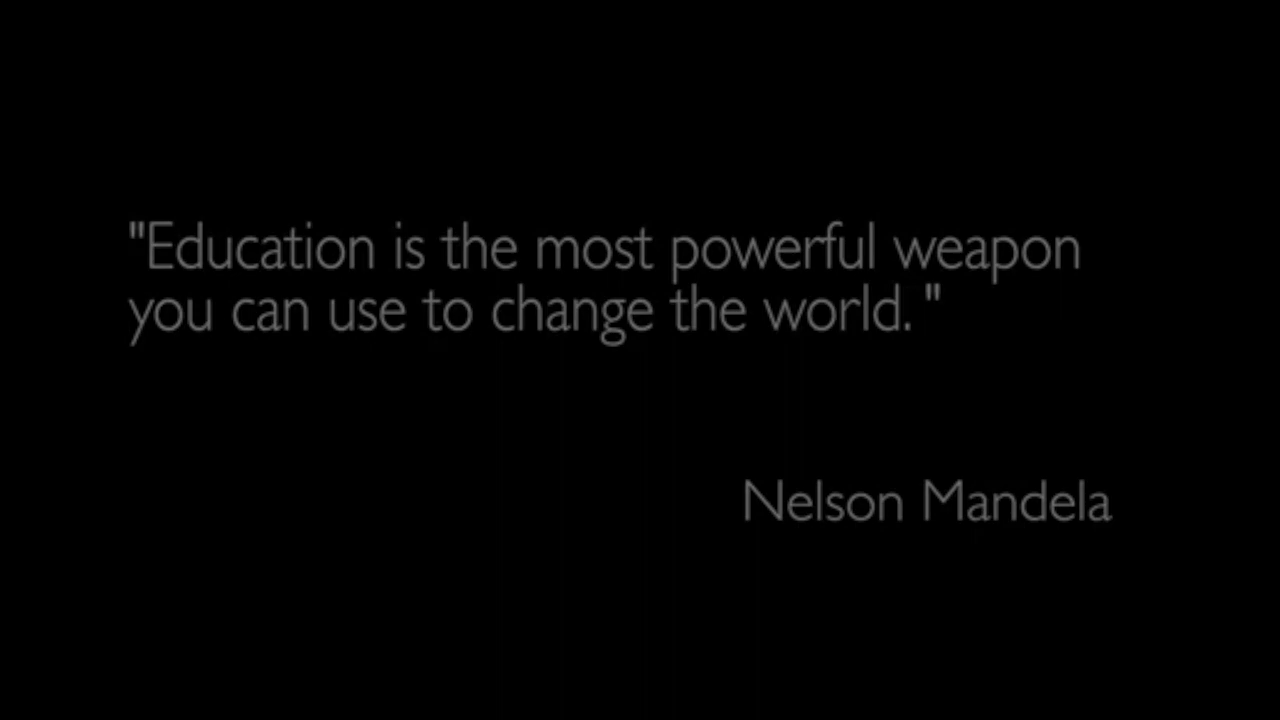 "Education is the most powerful weapon
you can use to change the world. "
Nelson Mandela